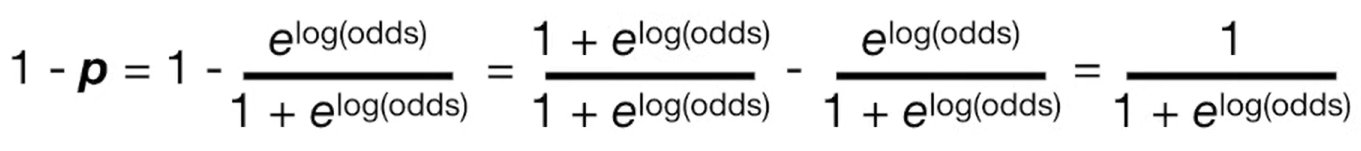 1 - p = 1 - e^log(odds) / 1 + e^log(odds) = 1 + e^log(odds) / 1 + e^log(odds) - e^log(odds) / 1 + e^log(odds) = 1 / 1 + e^log(odds)